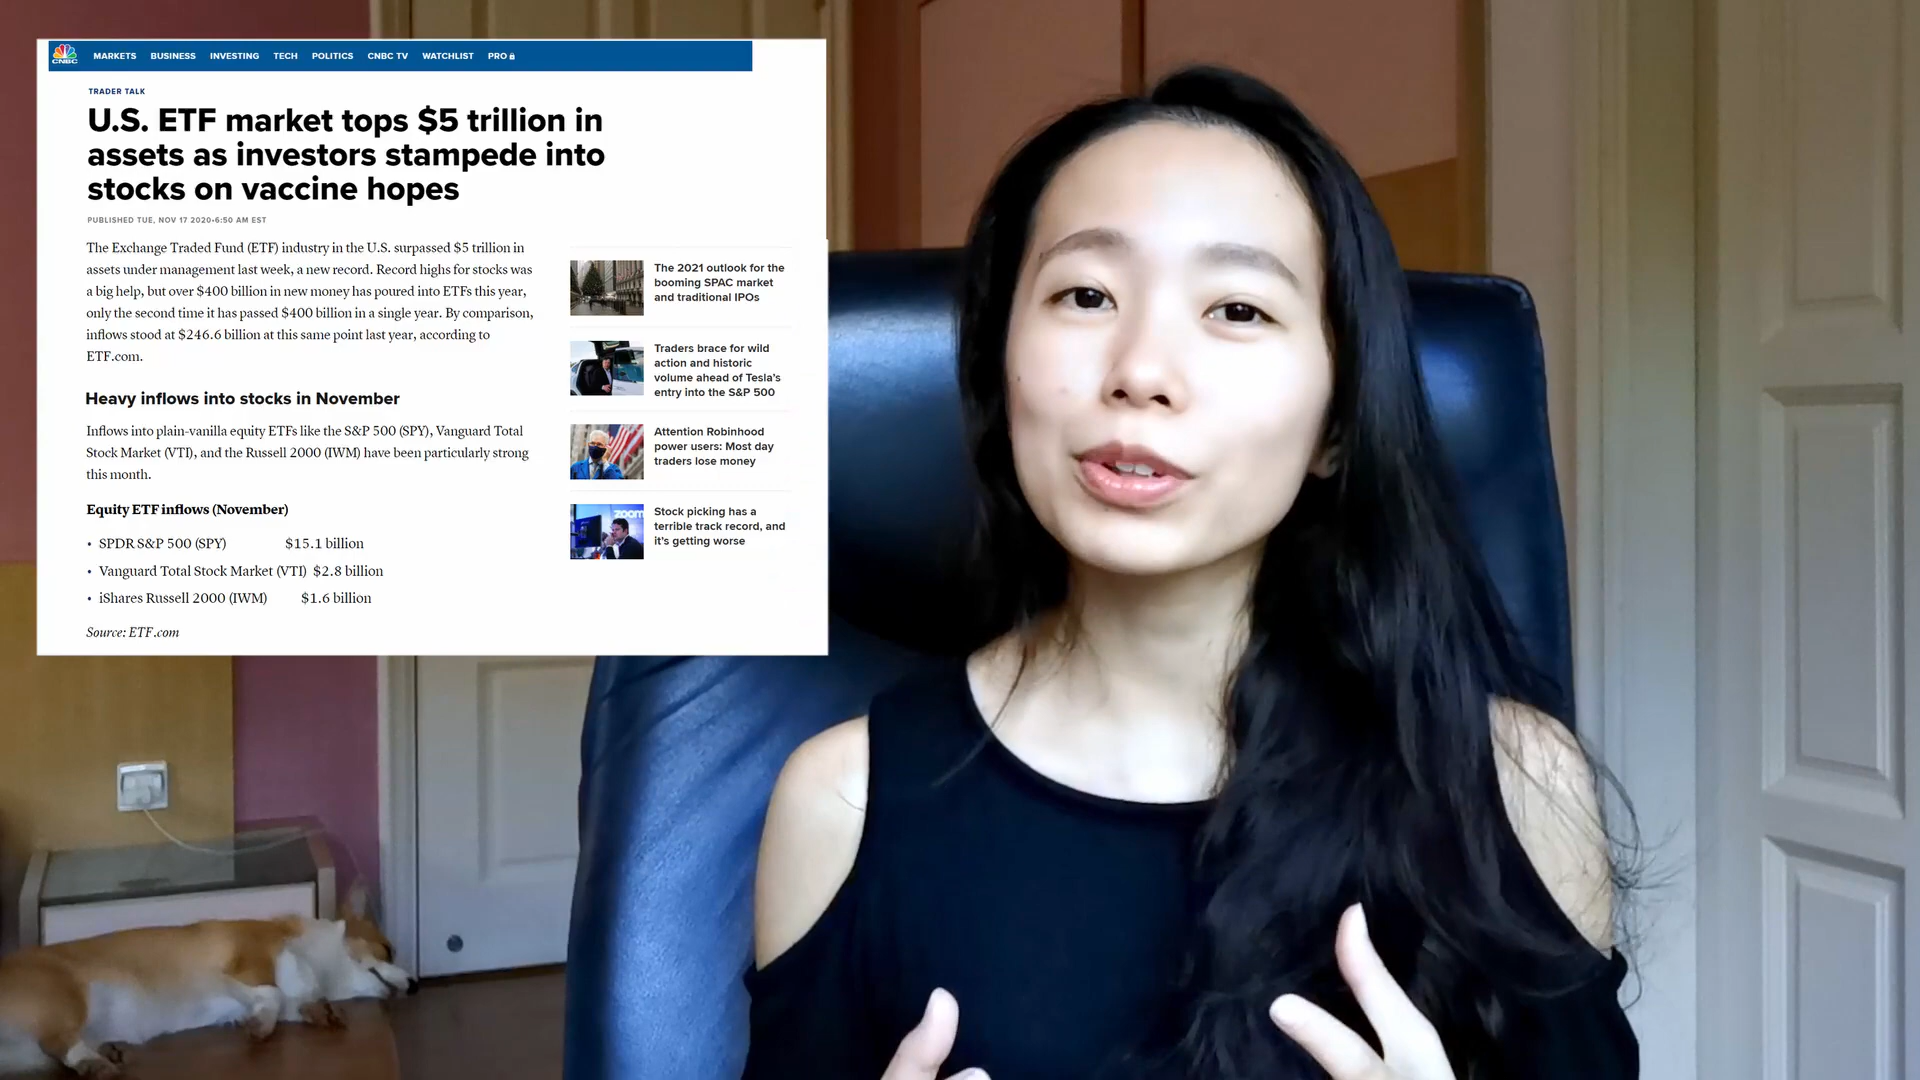 CNBC
MARKETS BUSINESS INVESTING TECH POLITICS CNBC TV WATCHLIST PRO
TRADER TALK
U.S. ETF market tops $5 trillion in
assets as investors stampede into
stocks on vaccine hopes
PUBLISHED TUE, NOV 17 2020•6:50 AM EST
The Exchange Traded Fund (ETF) industry in the U.S. surpassed $5 trillion in
assets under management last week, a new record. Record highs for stocks was
a big help, but over $400 billion in new money has poured into ETFs this year,
only the second time it has passed $400 billion in a single year. By comparison,
inflows stood at $246.6 billion at this same point last year, according to
ETF.com.
Heavy inflows into stocks in November
Inflows into plain-vanilla equity ETFs like the S&P 500 (SPY), Vanguard Total
Stock Market (VTI), and the Russell 2000 (IWM) have been particularly strong
this month.
Equity ETF inflows (November)
• SPDR S&P 500 (SPY) $15.1 billion
• Vanguard Total Stock Market (VTI) $2.8 billion
• iShares Russell 2000 (IWM) $1.6 billion
Source: ETF.com
The 2021 outlook for the
booming SPAC market
and traditional IPOs
Traders brace for wild
action and historic
volume ahead of Tesla's
entry into the S&P 500
Attention Robinhood
power users: Most day
traders lose money
zoom
Stock picking has a
terrible track record, and
it's getting worse